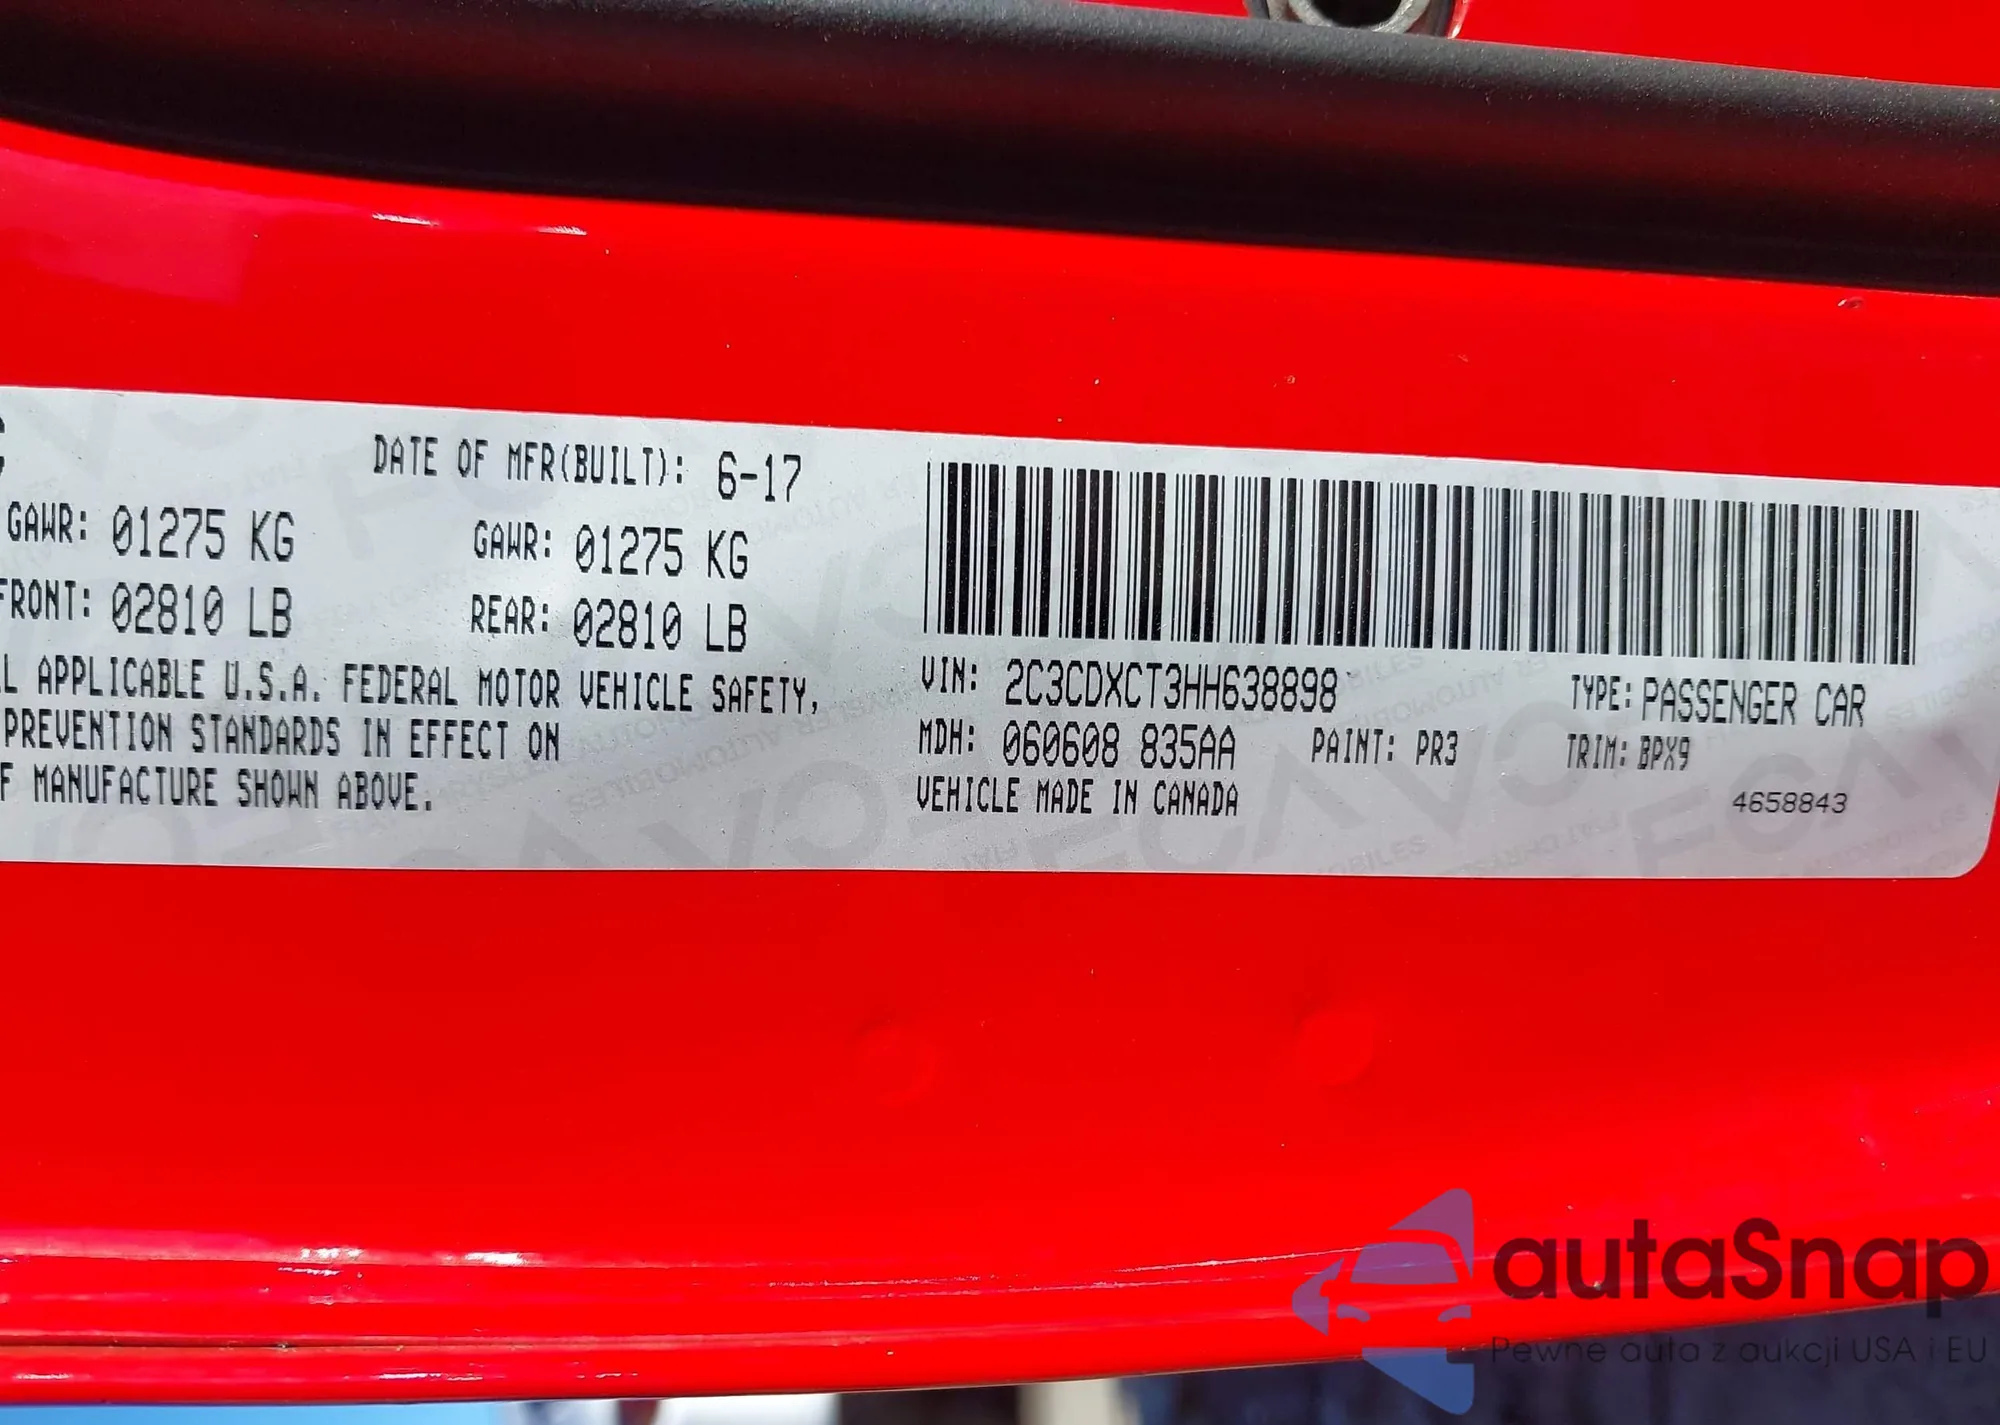 DATE OF MFR(BUILT): 6-17
GAWR: 01275 KG GAWR: 01275 KG
FRONT: 02810 LB REAR: 02810 LB
APPLICABLE U.S.A. FEDERAL MOTOR VEHICLE SAFETY,
PREVENTION STANDARDS IN EFFECT ON
MANUFACTURE SHOWN ABOVE.
VIN: 2C3CDXCT3HH638898 TYPE: PASSENGER CAR
MDH: 060608 835AA PAINT: PR3 TRIM: BPX9
VEHICLE MADE IN CANADA
4658843
autaSnap
Pewne auta z aukcji USA i EU